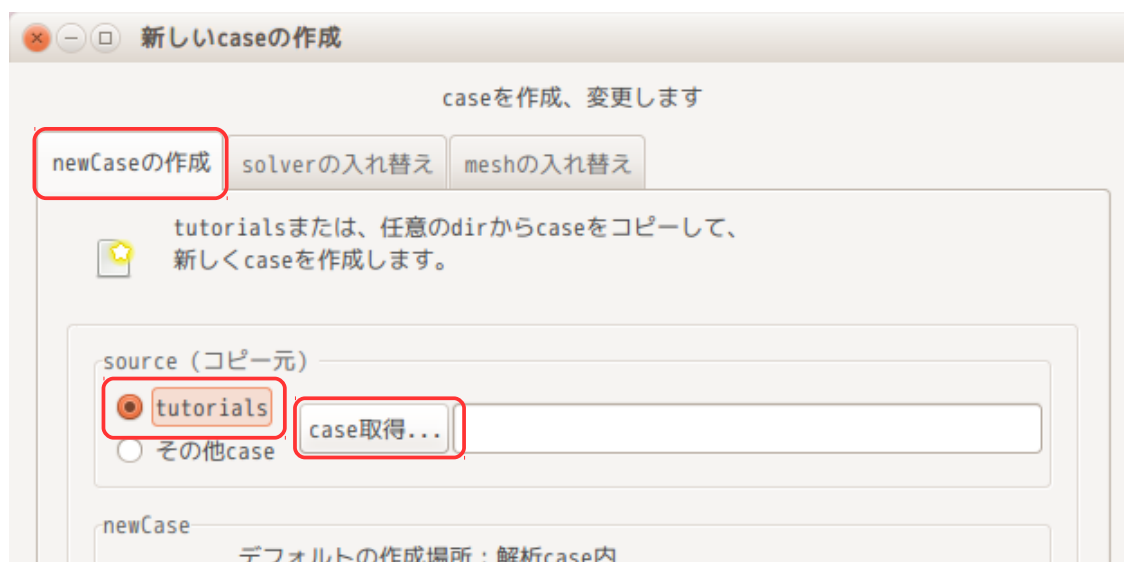 新しいcaseの作成
caseを作成、変更します
newCaseの作成 solverの入れ替え meshの入れ替え
tutorialsまたは、任意のdirからcaseをコピーして、
新しくcaseを作成します。
source (コピー元)
tutorials
case取得...
その他case
newCase
デフォルトの作成場所：解析case内